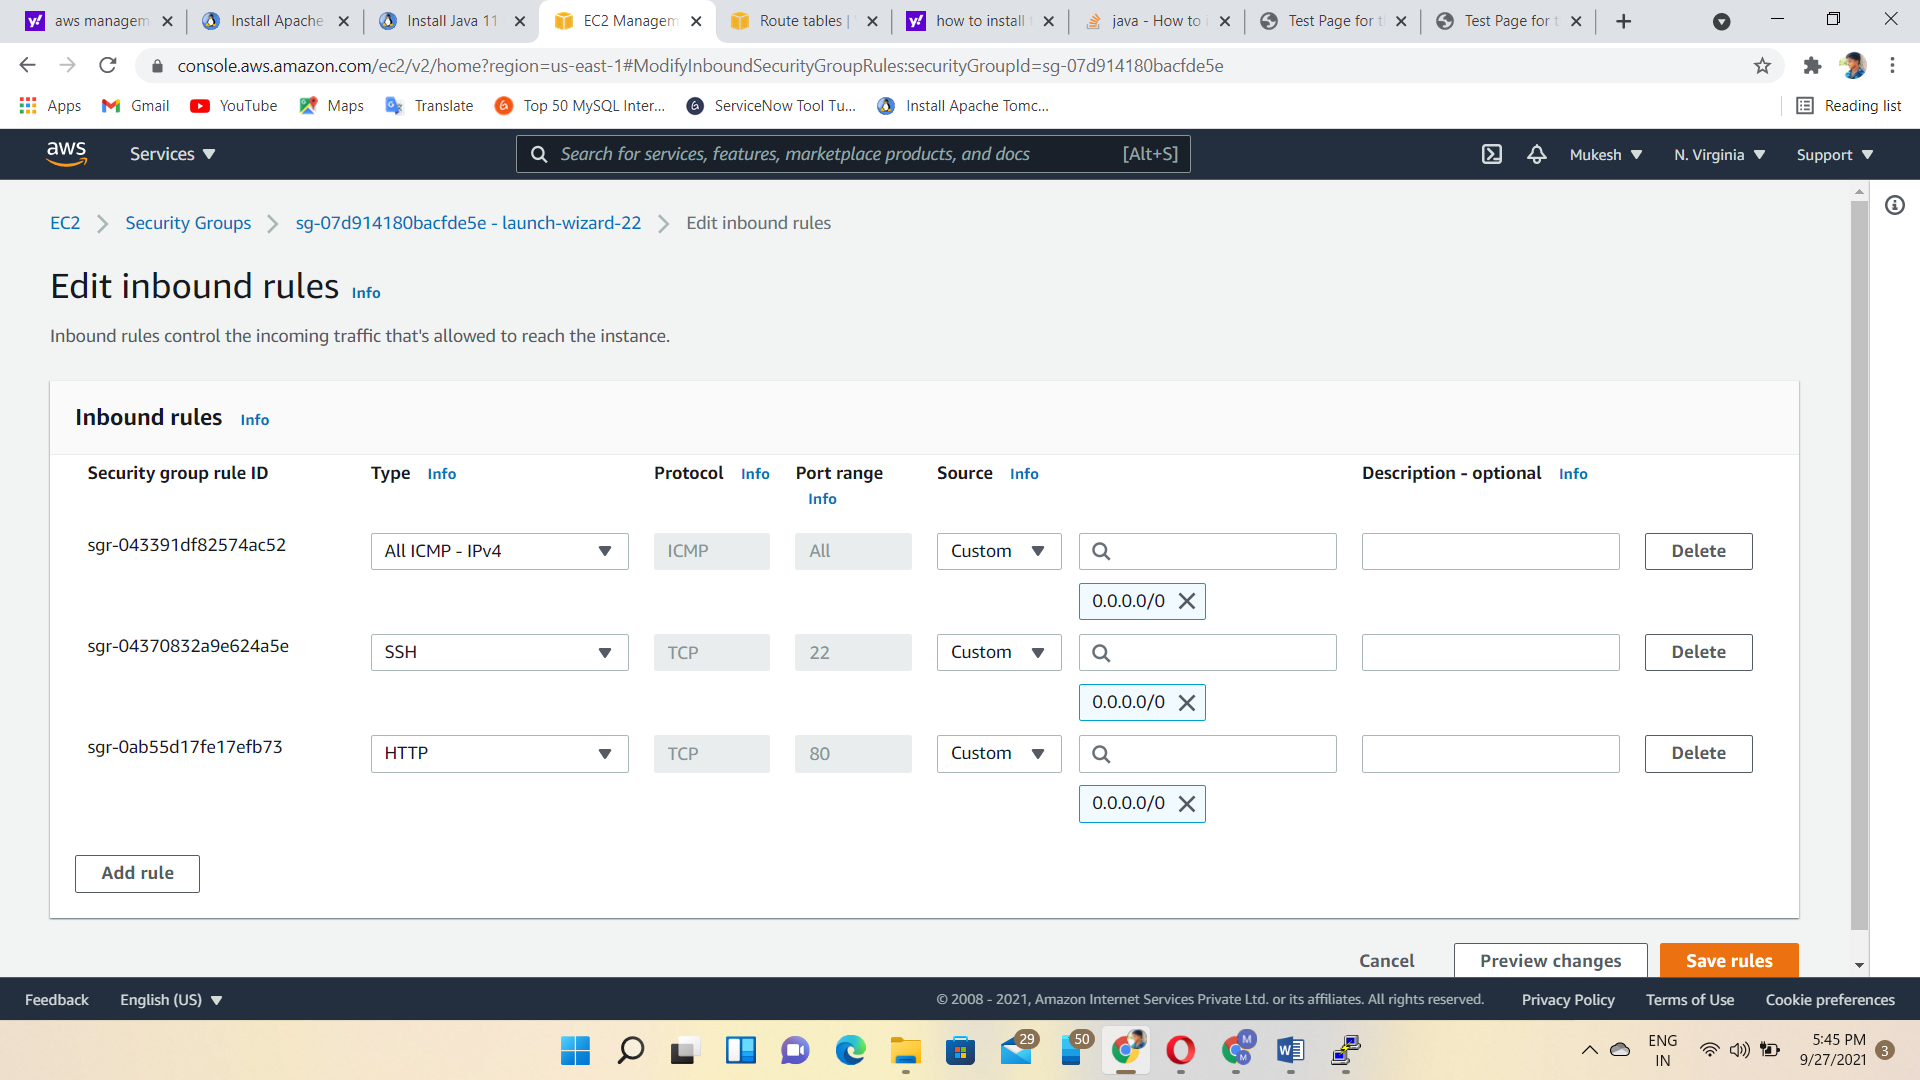 aws managem
Install Apache
Install Java 11
EC2 Managem
Route tables |
how to install
java - How to i
Test Page for t
Test Page for t
console.aws.amazon.com/ec2/v2/home?region=us-east-1#ModifyInboundSecurityGroupRules:securityGroupId=sg-07d914180bacfde5e
Apps Gmail YouTube Maps Translate Top 50 MySQL Inter... ServiceNow Tool Tu... Install Apache Tomc... Reading list
aws Services Search for services, features, marketplace products, and docs [Alt+S] Mukesh N. Virginia Support
EC2 Security Groups sg-07d914180bacfde5e - launch-wizard-22 Edit inbound rules
Edit inbound rules Info
Inbound rules control the incoming traffic that's allowed to reach the instance.
Inbound rules Info
Security group rule ID Type Info Protocol Info Port range Info Source Info Description - optional Info
sgr-043391df82574ac52 All ICMP - IPv4 ICMP All Custom Delete
0.0.0.0/0
sgr-04370832a9e624a5e SSH TCP 22 Custom Delete
0.0.0.0/0
sgr-0ab55d17fe17efb73 HTTP TCP 80 Custom Delete
0.0.0.0/0
Add rule
Cancel Preview changes Save rules
Feedback English (US) © 2008 - 2021, Amazon Internet Services Private Ltd. or its affiliates. All rights reserved. Privacy Policy Terms of Use Cookie preferences
29 50 M M
ENG
IN
5:45 PM
9/27/2021
3